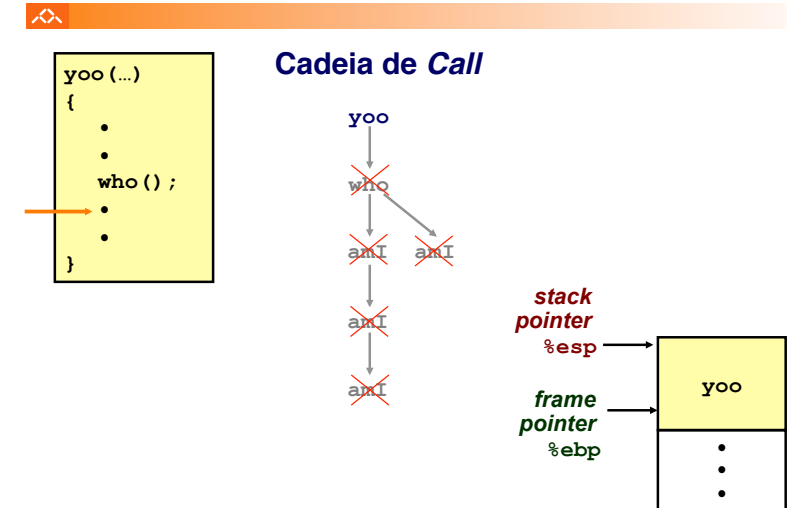 Cadeia de Call
yoo(…)
{
•
•
who();
•
•
}
yoo
who
amI amI
amI
amI
stack
pointer
%esp
frame
pointer
%ebp
yoo
•
•
•